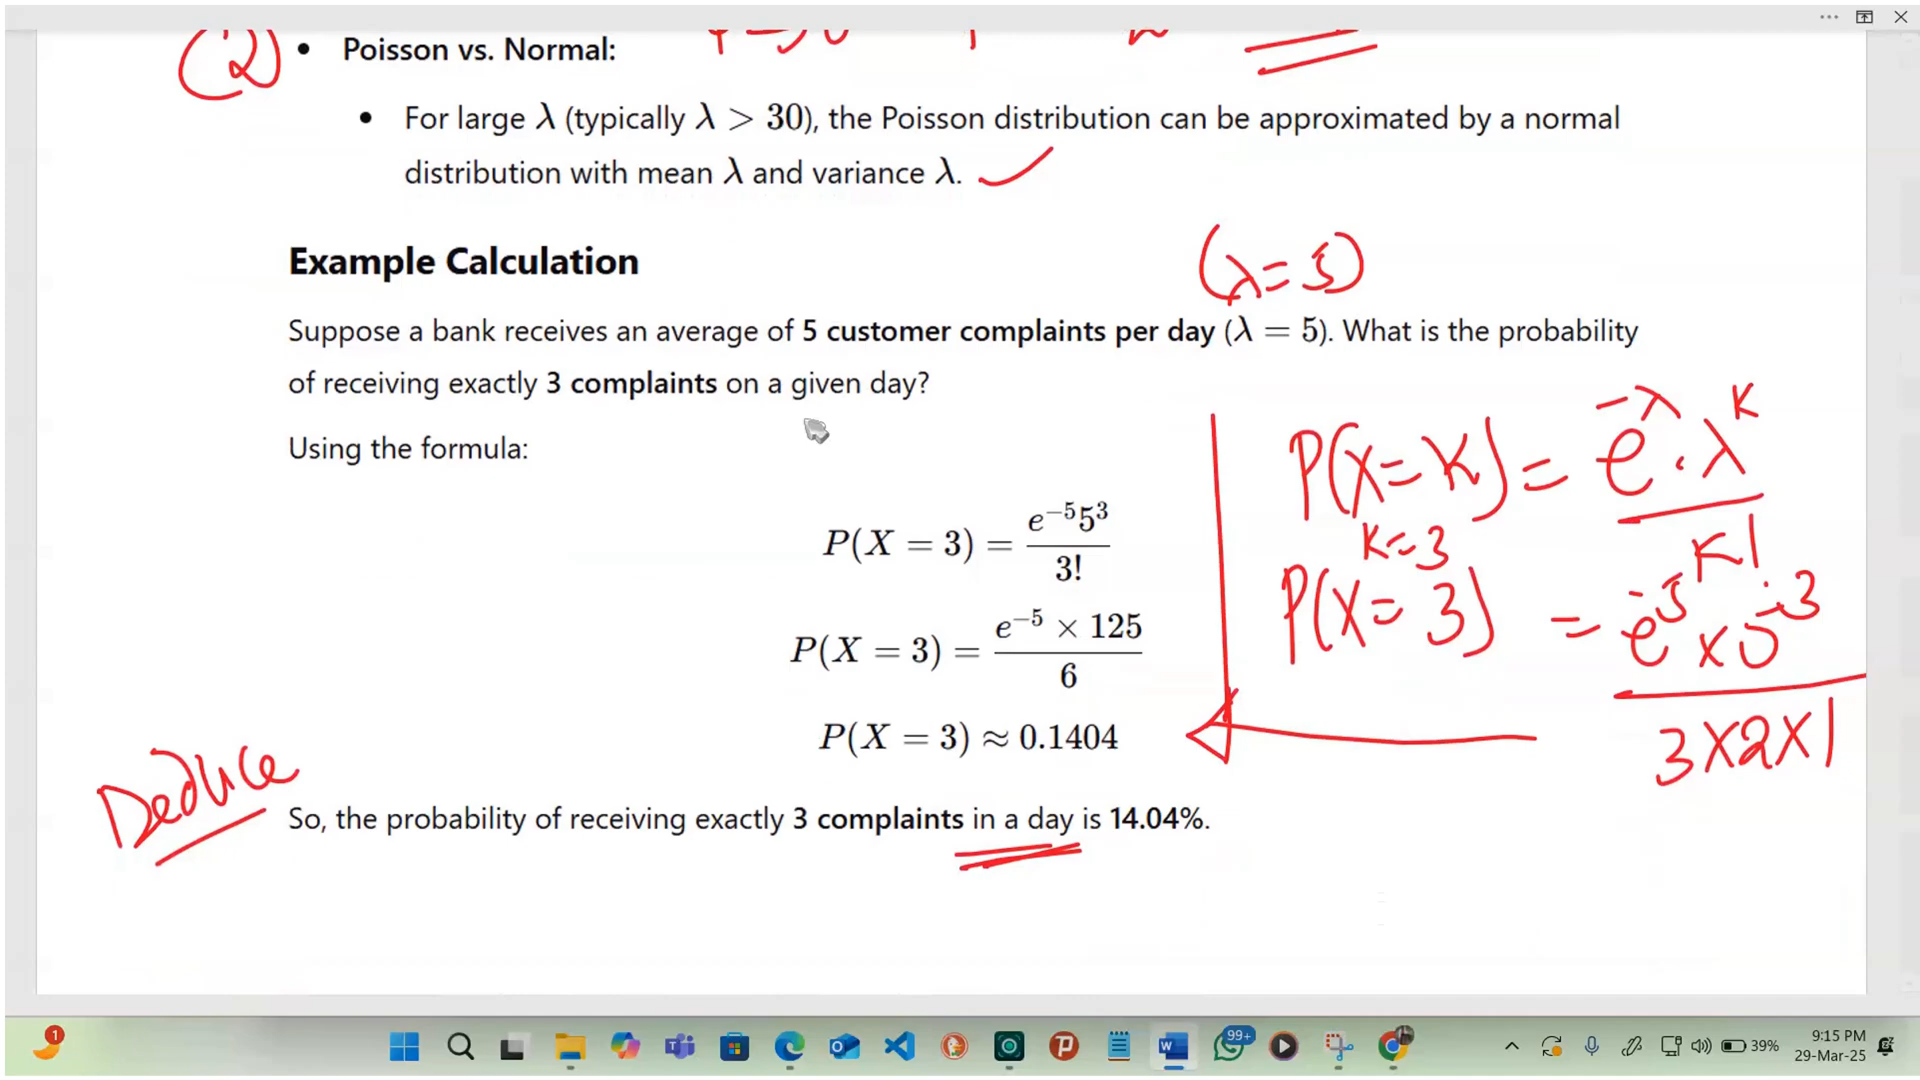 (2)
• Poisson vs. Normal:
• For large λ (typically λ > 30), the Poisson distribution can be approximated by a normal
distribution with mean λ and variance λ.
Example Calculation
(λ = 5)
Suppose a bank receives an average of 5 customer complaints per day (λ = 5). What is the probability
of receiving exactly 3 complaints on a given day?
Using the formula:
P(X = 3) = e⁻⁵5³ / 3!
P(X = 3) = e⁻⁵ × 125 / 6
P(X = 3) ≈ 0.1404
P(X = K) = e^-λ . λ^K / K!
K = 3
P(X = 3) = e^-5 × 5^3 / 3×2×1
Deduce
So, the probability of receiving exactly 3 complaints in a day is 14.04%.
1
99+
39%
9:15 PM
29-Mar-25